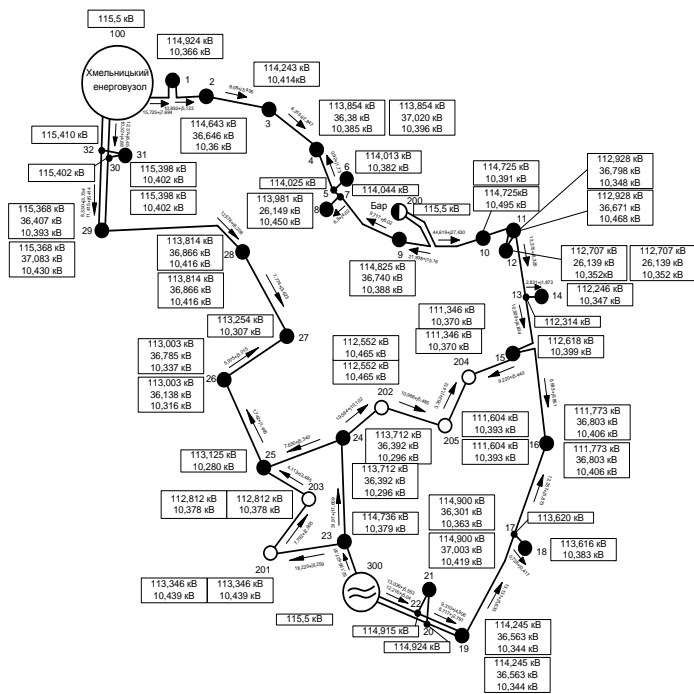 115,5 кВ
100
Хмельницький
енерговузол
114,924 кВ
10,366 кВ
1
2
114,243 кВ
10,414кВ
3
114,643 кВ
36,646 кВ
10,36 кВ
113,854 кВ
36,38 кВ
10,385 кВ
113,854 кВ
37,020 кВ
10,396 кВ
4
114,013 кВ
10,382 кВ
6
5
7
114,025 кВ
114,044 кВ
8
113,981 кВ
26,149 кВ
10,450 кВ
Бар
200
115,5 кВ
9
114,825 кВ
36,740 кВ
10,388 кВ
114,725 кВ
10,391 кВ
114,725кВ
10,495 кВ
10
11
12
112,928 кВ
36,798 кВ
10,348 кВ
112,928 кВ
36,671 кВ
10,468 кВ
112,707 кВ
26,139 кВ
10,352кВ
112,707 кВ
26,139 кВ
10,352 кВ
112,246 кВ
10,347 кВ
13
14
112,314 кВ
115,410 кВ
32
31
30
115,402 кВ
115,398 кВ
10,402 кВ
115,398 кВ
10,402 кВ
115,368 кВ
36,407 кВ
10,393 кВ
29
115,368 кВ
37,083 кВ
10,430 кВ
113,814 кВ
36,866 кВ
10,416 кВ
113,814 кВ
36,866 кВ
10,416 кВ
28
113,254 кВ
10,307 кВ
27
113,003 кВ
36,785 кВ
10,337 кВ
113,003 кВ
36,138 кВ
10,316 кВ
26
111,346 кВ
10,370 кВ
111,346 кВ
10,370 кВ
112,552 кВ
10,465 кВ
112,552 кВ
10,465 кВ
204
15
112,618 кВ
10,399 кВ
202
205
111,604 кВ
10,393 кВ
111,604 кВ
10,393 кВ
111,773 кВ
36,803 кВ
10,406 кВ
16
111,773 кВ
36,803 кВ
10,406 кВ
24
113,712 кВ
36,392 кВ
10,296 кВ
113,712 кВ
36,392 кВ
10,296 кВ
25
113,125 кВ
10,280 кВ
203
112,812 кВ
10,378 кВ
112,812 кВ
10,378 кВ
114,736 кВ
10,379 кВ
23
114,900 кВ
36,301 кВ
10,363 кВ
114,900 кВ
37,003 кВ
10,419 кВ
17
113,620 кВ
18
113,616 кВ
10,383 кВ
201
113,346 кВ
10,439 кВ
113,346 кВ
10,439 кВ
300
115,5 кВ
21
22
20
114,915 кВ
114,924 кВ
19
114,245 кВ
36,563 кВ
10,344 кВ
114,245 кВ
36,563 кВ
10,344 кВ